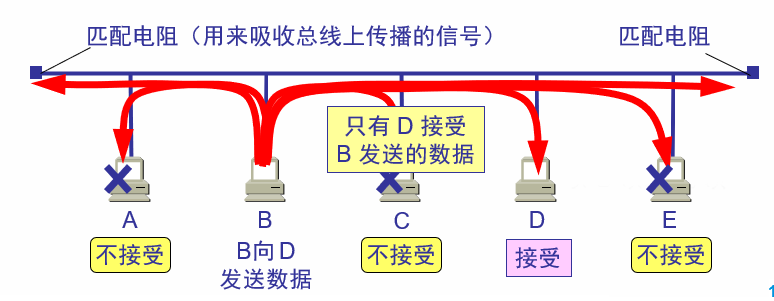 匹配电阻（用来吸收总线上传播的信号）
匹配电阻
只有 D 接受
B 发送的数据
A
B
C
D
E
不接受
B向D
发送数据
不接受
接受
不接受
1